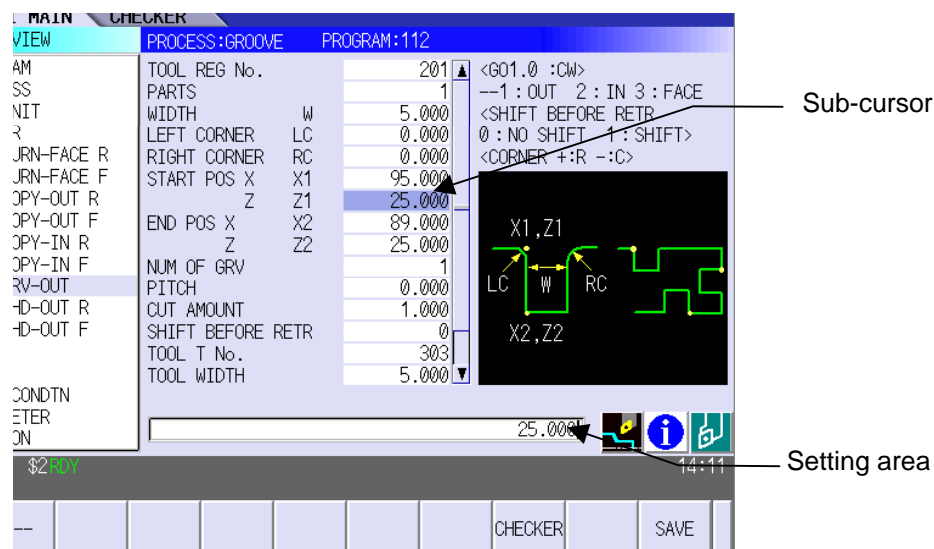 MAIN CHECKER
VIEW PROCESS:GROOVE PROGRAM:112
AM
SS
NIT
R
URN-FACE R
URN-FACE F
OPY-OUT R
OPY-OUT F
OPY-IN R
OPY-IN F
RV-OUT
HD-OUT R
HD-OUT F
CONDTN
ETER
ON
TOOL REG No. 201
PARTS 1
WIDTH W 5.000
LEFT CORNER LC 0.000
RIGHT CORNER RC 0.000
START POS X X1 95.000
Z Z1 25.000
END POS X X2 89.000
Z Z2 25.000
NUM OF GRV 1
PITCH 0.000
CUT AMOUNT 1.000
SHIFT BEFORE RETR 0
TOOL T No. 303
TOOL WIDTH 5.000
<G01.0 :CW>
--1:OUT 2:IN 3:FACE
<SHIFT BEFORE RETR
0:NO SHIFT 1:SHIFT>
<CORNER +:R -:C>
X1,Z1
LC W RC
X2,Z2
Sub-cursor
25.000
Setting area
$2 RDY 14:11
-- CHECKER SAVE